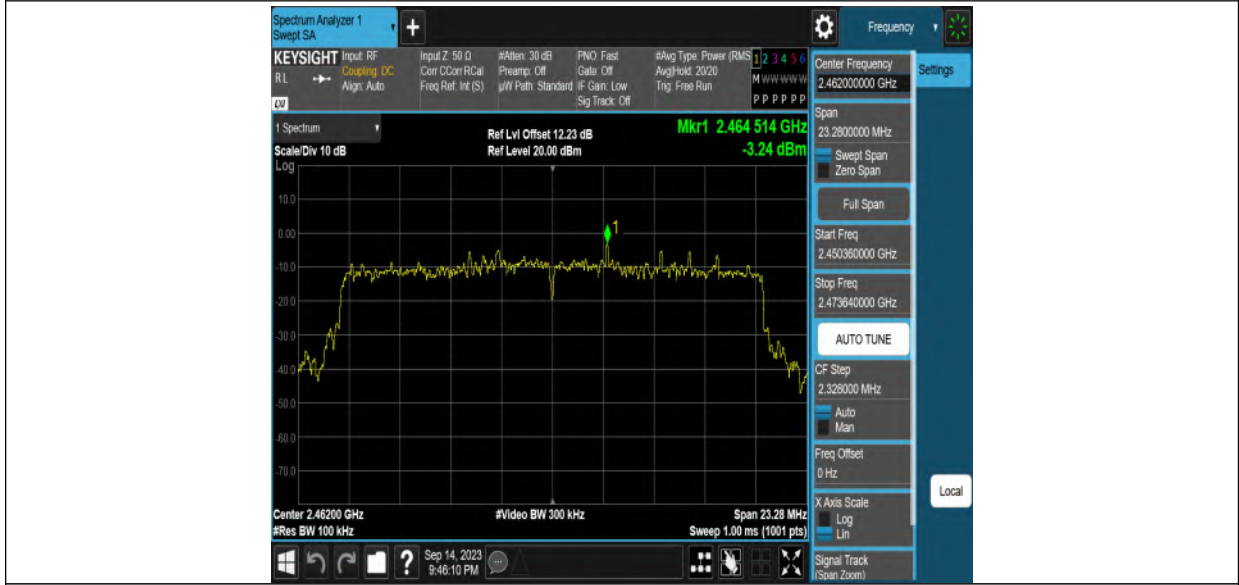 Spectrum Analyzer 1
Swept SA
+
Frequency
KEYSIGHT
R L
LXI
Input: RF
Coupling: DC
Align: Auto
Input Z: 50 Ω
Corr CCorr RCal
Freq Ref: Int (S)
#Atten: 30 dB
Preamp: Off
µW Path: Standard
PNO: Fast
Gate: Off
IF Gain: Low
Sig Track: Off
#Avg Type: Power (RMS
Avg|Hold: 20/20
Trig: Free Run
1 2 3 4 5 6
M W W W W W
P P P P P P
1 Spectrum
Scale/Div 10 dB
Log
Ref Lvl Offset 12.23 dB
Ref Level 20.00 dBm
Mkr1 2.464 514 GHz
-3.24 dBm
1
10.0
0.00
-10.0
-20.0
-30.0
-40.0
-50.0
-60.0
-70.0
Center 2.46200 GHz
#Res BW 100 kHz
#Video BW 300 kHz
Span 23.28 MHz
Sweep 1.00 ms (1001 pts)
?
Sep 14, 2023
9:46:10 PM
Center Frequency
2.462000000 GHz
Settings
Span
23.2800000 MHz
Swept Span
Zero Span
Full Span
Start Freq
2.450360000 GHz
Stop Freq
2.473640000 GHz
AUTO TUNE
CF Step
2.328000 MHz
Auto
Man
Freq Offset
0 Hz
X Axis Scale
Log
Lin
Local
Signal Track
(Span Zoom)